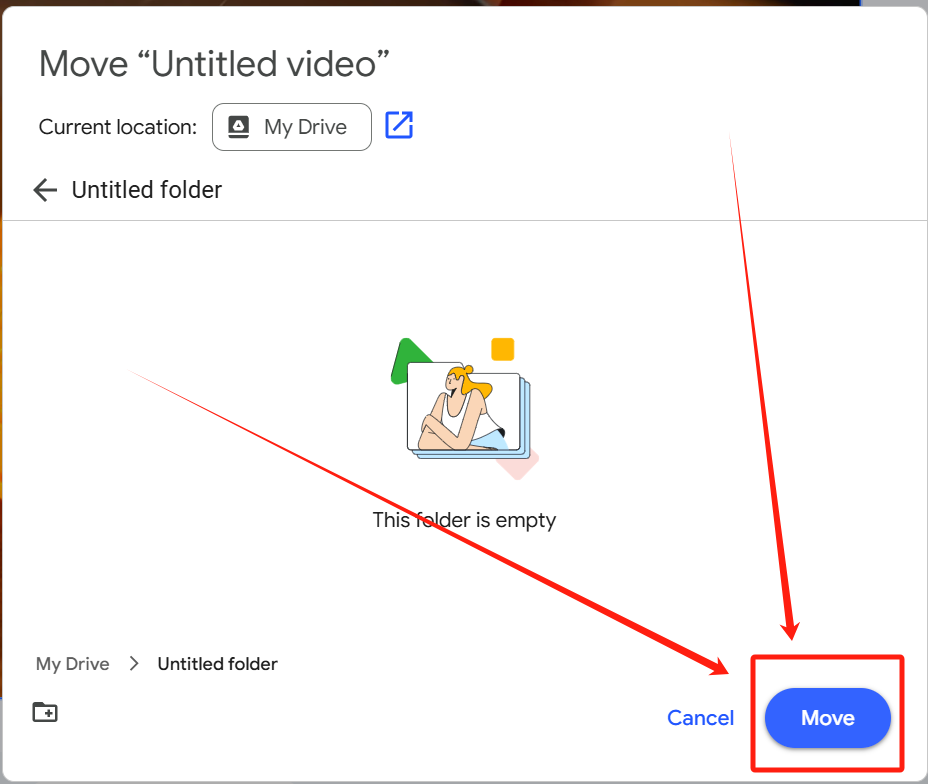 Move “Untitled video”
Current location: My Drive
Untitled folder
This folder is empty
My Drive > Untitled folder
Cancel Move